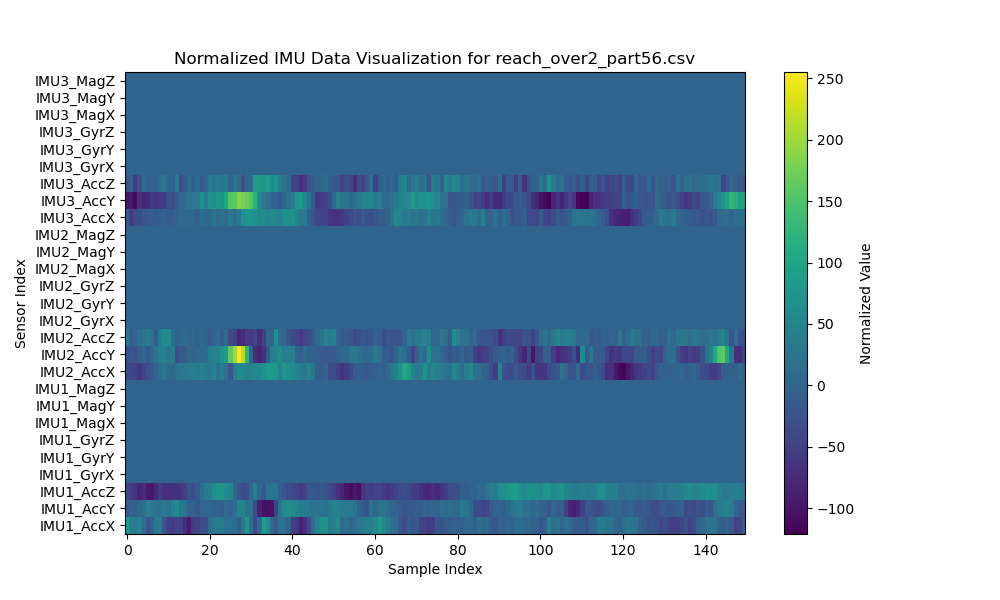 Normalized IMU Data Visualization for reach_over2_part56.csv
IMU3_MagZ
IMU3_MagY
IMU3_MagX
IMU3_GyrZ
IMU3_GyrY
IMU3_GyrX
IMU3_AccZ
IMU3_AccY
IMU3_AccX
IMU2_MagZ
IMU2_MagY
IMU2_MagX
IMU2_GyrZ
IMU2_GyrY
IMU2_GyrX
IMU2_AccZ
IMU2_AccY
IMU2_AccX
IMU1_MagZ
IMU1_MagY
IMU1_MagX
IMU1_GyrZ
IMU1_GyrY
IMU1_GyrX
IMU1_AccZ
IMU1_AccY
IMU1_AccX
Sensor Index
0 20 40 60 80 100 120 140
Sample Index
250
200
150
100
50
0
−50
−100
Normalized Value